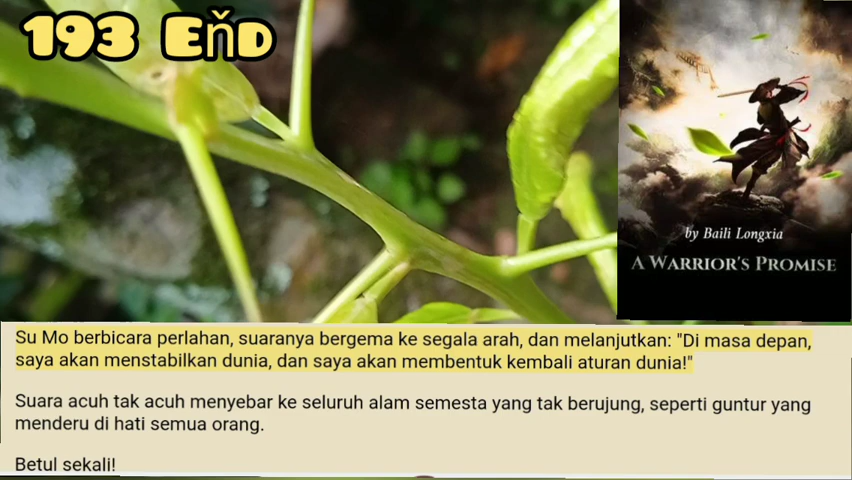 193 Eňd
by Baili Longxia
A Warrior's Promise
Su Mo berbicara perlahan, suaranya bergema ke segala arah, dan melanjutkan: "Di masa depan,
saya akan menstabilkan dunia, dan saya akan membentuk kembali aturan dunia!"
Suara acuh tak acuh menyebar ke seluruh alam semesta yang tak berujung, seperti guntur yang
menderu di hati semua orang.
Betul sekali!